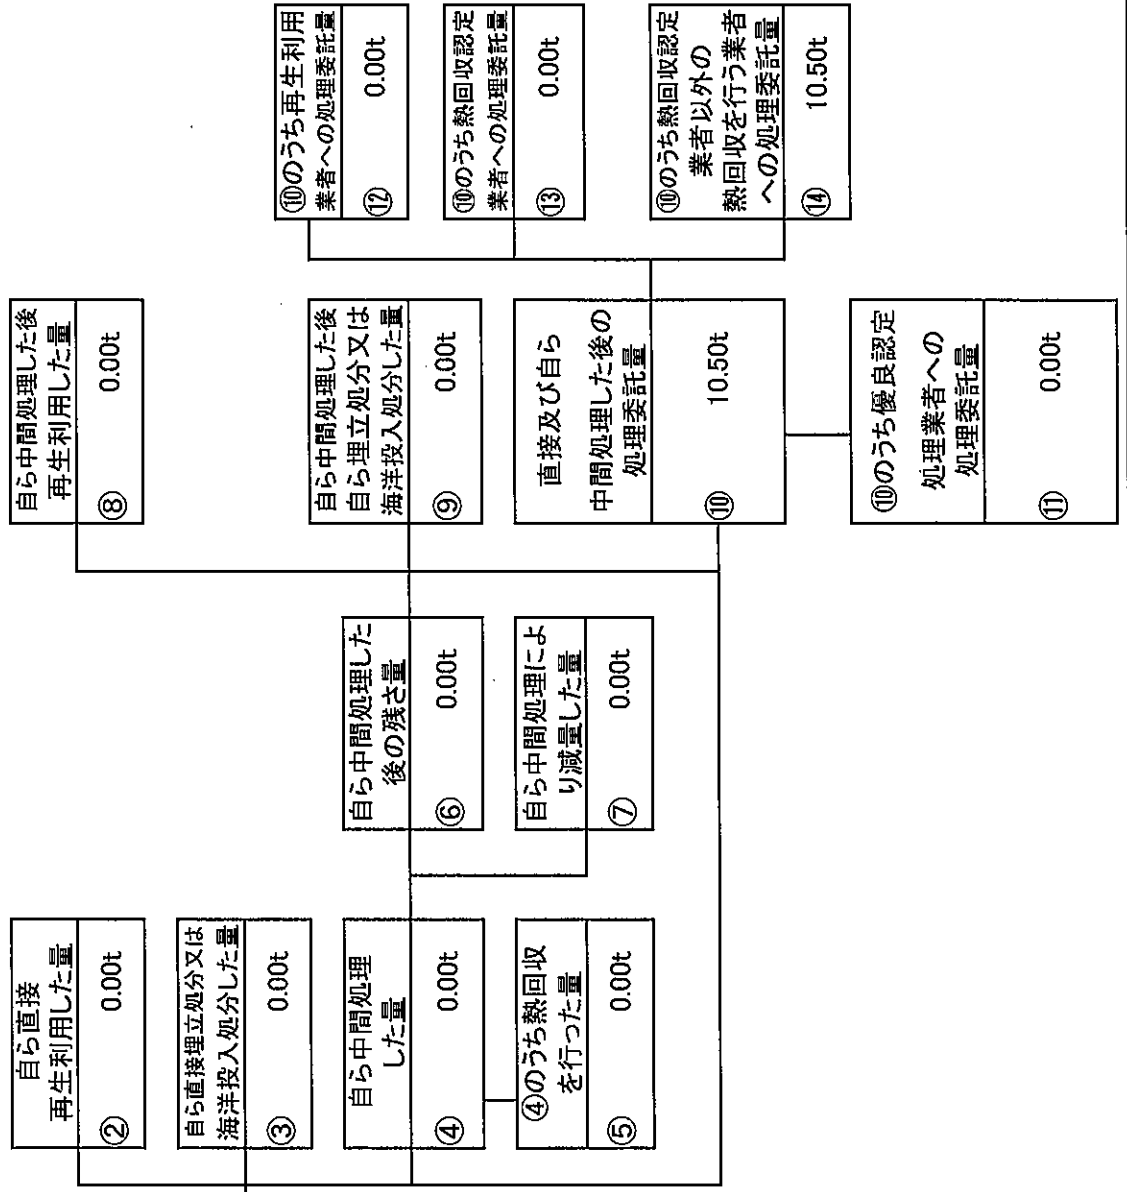 自ら直接
再生利用した量
② 0.00t
自ら直接埋立処分又は
海洋投入処分した量
③ 0.00t
自ら中間処理
した量
④ 0.00t
④のうち熱回収
を行った量
⑤ 0.00t
自ら中間処理した
後の残さ量
⑥ 0.00t
自ら中間処理によ
り減量した量
⑦ 0.00t
自ら中間処理した後
再生利用した量
⑧ 0.00t
自ら中間処理した後
自ら埋立処分又は
海洋投入処分した量
⑨ 0.00t
直接及び自ら
中間処理した後の
処理委託量
⑩ 10.50t
⑩のうち優良認定
処理業者への
処理委託量
⑪ 0.00t
⑩のうち再生利用
業者への処理委託量
⑫ 0.00t
⑩のうち熱回収認定
業者への処理委託量
⑬ 0.00t
⑩のうち熱回収認定
業者以外の
熱回収を行う業者
への処理委託量
⑭ 10.50t